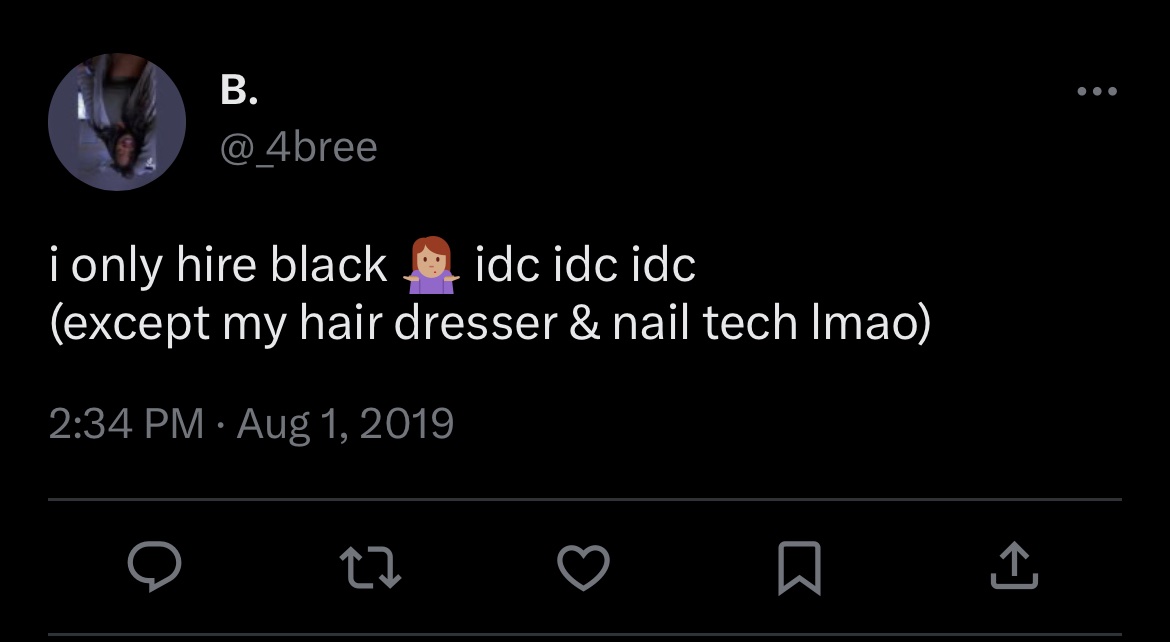 B.
@_4bree
i only hire black 🤷🏼‍♀️ idc idc idc
(except my hair dresser & nail tech lmao)
2:34 PM · Aug 1, 2019